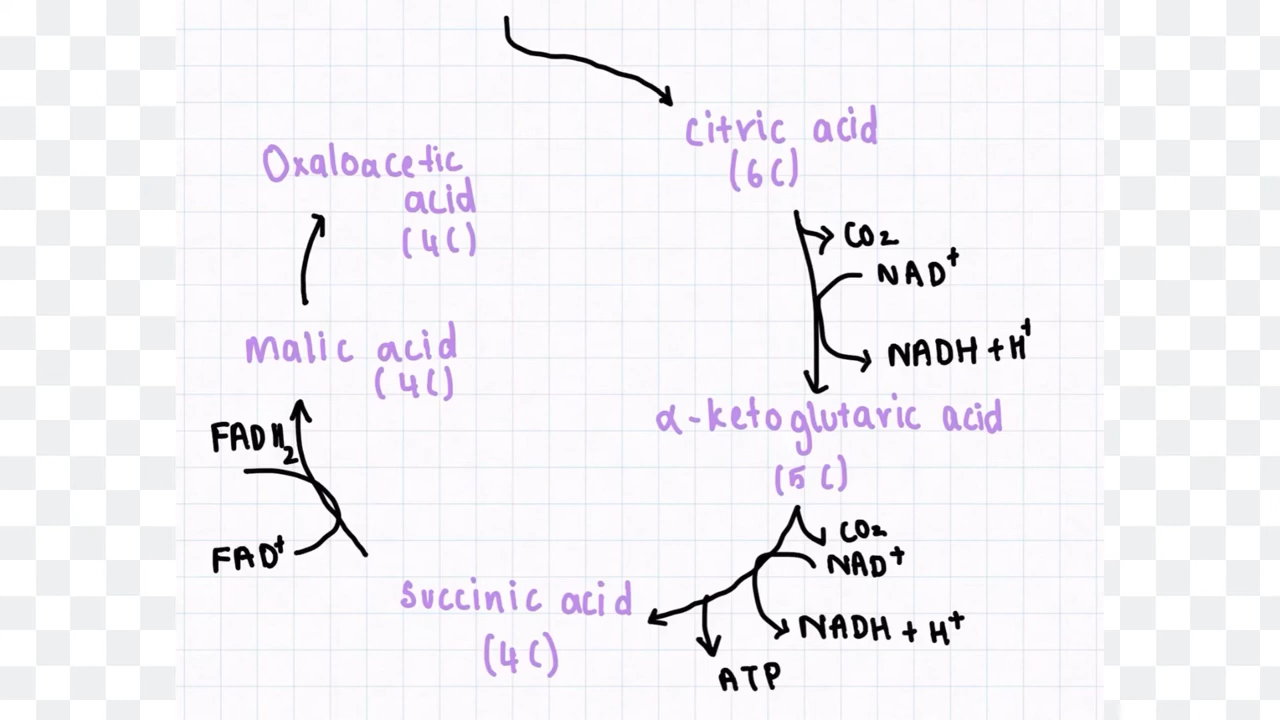 Citric acid
(6C)
Oxaloacetic
acid
(4C)
CO2
NAD+
NADH + H+
Malic acid
(4C)
α-ketoglutaric acid
(5C)
FADH2
FAD+
CO2
NAD+
NADH + H+
ATP
Succinic acid
(4C)